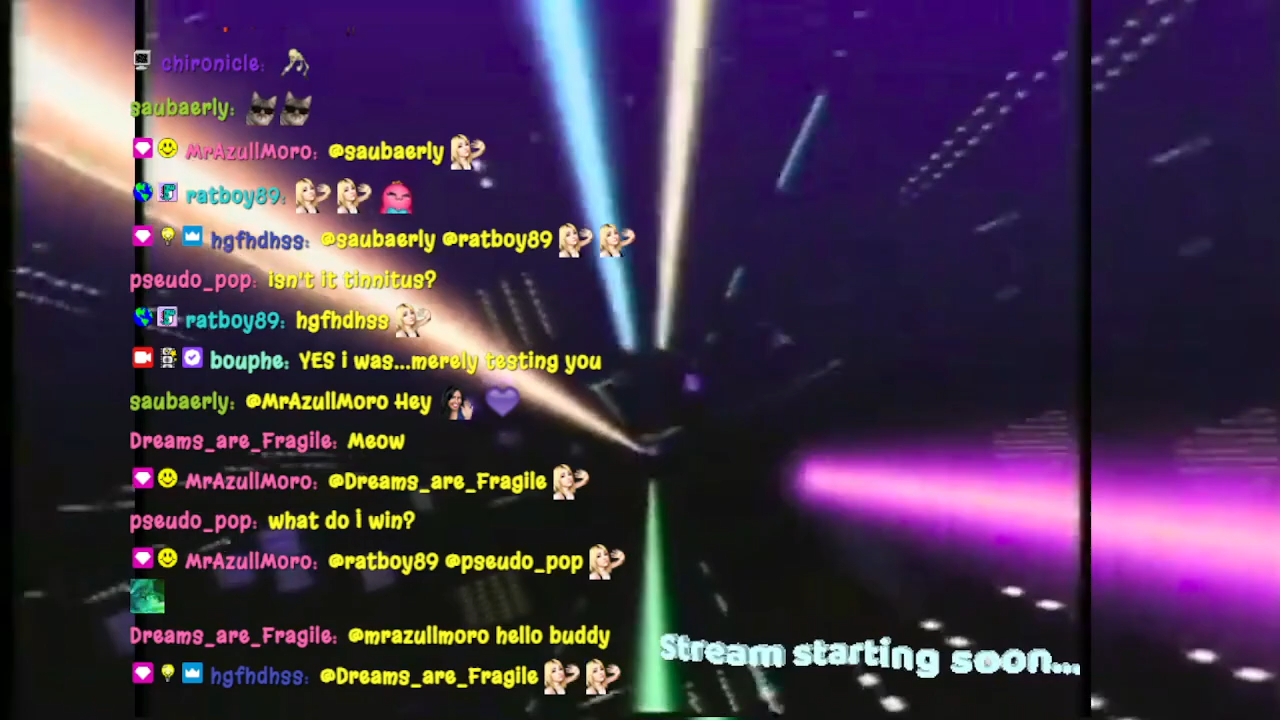 chironicle:
saubaerly:
MrAzullMoro: @saubaerly
ratboy89:
hgfhdhss: @saubaerly @ratboy89
pseudo_pop: isn't it tinnitus?
ratboy89: hgfhdhss
bouphe: YES i was...merely testing you
saubaerly: @MrAzullMoro Hey
Dreams_are_Fragile: Meow
MrAzullMoro: @Dreams_are_Fragile
pseudo_pop: what do i win?
MrAzullMoro: @ratboy89 @pseudo_pop
Dreams_are_Fragile: @mrazullmoro hello buddy
hgfhdhss: @Dreams_are_Fragile
Stream starting soon...